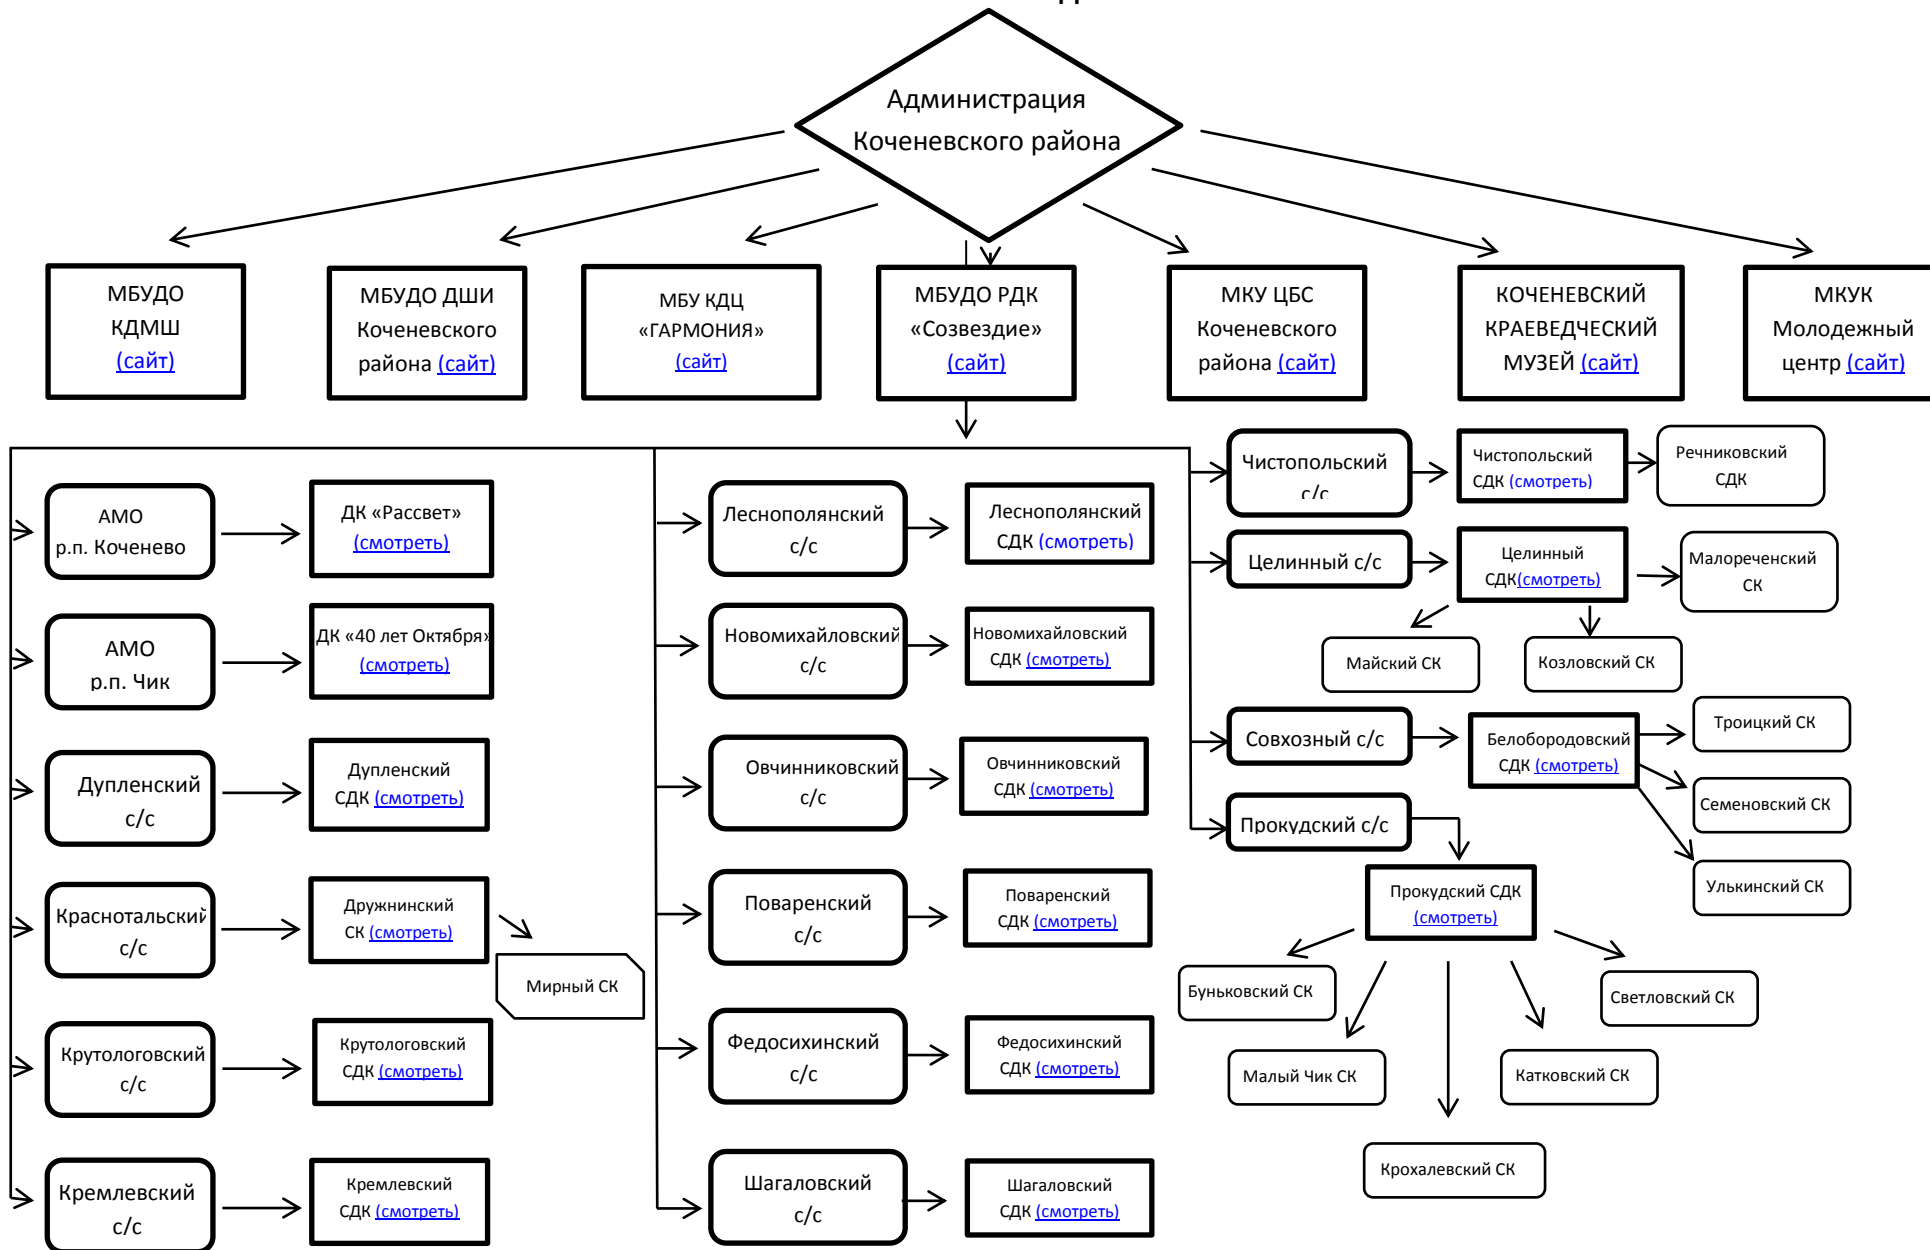 Администрация
Коченевского района
МБУДО
КДМШ
(сайт)
МБУДО ДШИ
Коченевского
района (сайт)
МБУ КДЦ
«ГАРМОНИЯ»
(сайт)
МБУДО РДК
«Созвездие»
(сайт)
МКУ ЦБС
Коченевского
района (сайт)
КОЧЕНЕВСКИЙ
КРАЕВЕДЧЕСКИЙ
МУЗЕЙ (сайт)
МКУК
Молодежный
центр (сайт)
АМО
р.п. Коченево
ДК «Рассвет»
(смотреть)
АМО
р.п. Чик
ДК «40 лет Октября»
(смотреть)
Дупленский
с/с
Дупленский
СДК (смотреть)
Краснотальский
с/с
Дружнинский
СК (смотреть)
Мирный СК
Крутологовский
с/с
Крутологовский
СДК (смотреть)
Кремлевский
с/с
Кремлевский
СДК (смотреть)
Леснополянский
с/с
Леснополянский
СДК (смотреть)
Новомихайловский
с/с
Новомихайловский
СДК (смотреть)
Овчинниковский
с/с
Овчинниковский
СДК (смотреть)
Поваренский
с/с
Поваренский
СДК (смотреть)
Федосихинский
с/с
Федосихинский
СДК (смотреть)
Шагаловский
с/с
Шагаловский
СДК (смотреть)
Чистопольский
с/с
Чистопольский
СДК (смотреть)
Речниковский
СДК
Целинный с/с
Целинный
СДК(смотреть)
Малореченский
СК
Майский СК
Козловский СК
Совхозный с/с
Белобородовский
СДК (смотреть)
Троицкий СК
Семеновский СК
Улькинский СК
Прокудский с/с
Прокудский СДК
(смотреть)
Буньковский СК
Светловский СК
Малый Чик СК
Катковский СК
Крохалевский СК